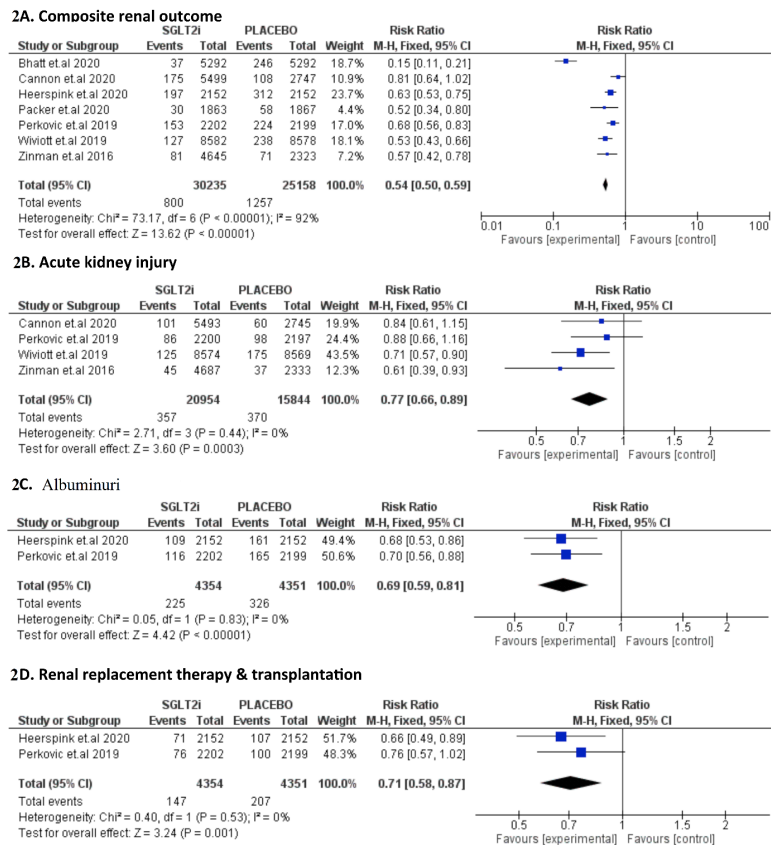 2A. Composite renal outcome
SGLT2i PLACEBO Risk Ratio Risk Ratio
Study or Subgroup Events Total Events Total Weight M-H, Fixed, 95% CI M-H, Fixed, 95% CI
Bhatt et.al 2020 37 5292 246 5292 18.7% 0.15 [0.11, 0.21]
Cannon et.al 2020 175 5499 108 2747 10.9% 0.81 [0.64, 1.02]
Heerspink et.al 2020 197 2152 312 2152 23.7% 0.63 [0.53, 0.75]
Packer et.al 2020 30 1863 58 1867 4.4% 0.52 [0.34, 0.80]
Perkovic et.al 2019 153 2202 224 2199 17.0% 0.68 [0.56, 0.83]
Wiviott et.al 2019 127 8582 238 8578 18.1% 0.53 [0.43, 0.66]
Zinman et.al 2016 81 4645 71 2323 7.2% 0.57 [0.42, 0.78]
Total (95% CI) 30235 25158 100.0% 0.54 [0.50, 0.59]
Total events 800 1257
Heterogeneity: Chi² = 73.17, df = 6 (P < 0.00001); I² = 92%
Test for overall effect: Z = 13.62 (P < 0.00001)
0.01 0.1 1 10 100
Favours [experimental] Favours [control]
2B. Acute kidney injury
SGLT2i PLACEBO Risk Ratio Risk Ratio
Study or Subgroup Events Total Events Total Weight M-H, Fixed, 95% CI M-H, Fixed, 95% CI
Cannon et.al 2020 101 5493 60 2745 19.9% 0.84 [0.61, 1.15]
Perkovic et.al 2019 86 2200 98 2197 24.4% 0.88 [0.66, 1.16]
Wiviott et.al 2019 125 8574 175 8569 43.5% 0.71 [0.57, 0.90]
Zinman et.al 2016 45 4687 37 2333 12.3% 0.61 [0.39, 0.93]
Total (95% CI) 20954 15844 100.0% 0.77 [0.66, 0.89]
Total events 357 370
Heterogeneity: Chi² = 2.71, df = 3 (P = 0.44); I² = 0%
Test for overall effect: Z = 3.60 (P = 0.0003)
0.5 0.7 1 1.5 2
Favours [experimental] Favours [control]
2C. Albuminuri
SGLT2i PLACEBO Risk Ratio Risk Ratio
Study or Subgroup Events Total Events Total Weight M-H, Fixed, 95% CI M-H, Fixed, 95% CI
Heerspink et.al 2020 109 2152 161 2152 49.4% 0.68 [0.53, 0.86]
Perkovic et.al 2019 116 2202 165 2199 50.6% 0.70 [0.56, 0.88]
Total (95% CI) 4354 4351 100.0% 0.69 [0.59, 0.81]
Total events 225 326
Heterogeneity: Chi² = 0.05, df = 1 (P = 0.83); I² = 0%
Test for overall effect: Z = 4.42 (P < 0.00001)
0.5 0.7 1 1.5 2
Favours [experimental] Favours [control]
2D. Renal replacement therapy & transplantation
SGLT2i PLACEBO Risk Ratio Risk Ratio
Study or Subgroup Events Total Events Total Weight M-H, Fixed, 95% CI M-H, Fixed, 95% CI
Heerspink et.al 2020 71 2152 107 2152 51.7% 0.66 [0.49, 0.89]
Perkovic et.al 2019 76 2202 100 2199 48.3% 0.76 [0.57, 1.02]
Total (95% CI) 4354 4351 100.0% 0.71 [0.58, 0.87]
Total events 147 207
Heterogeneity: Chi² = 0.40, df = 1 (P = 0.53); I² = 0%
Test for overall effect: Z = 3.24 (P = 0.001)
0.5 0.7 1 1.5 2
Favours [experimental] Favours [control]